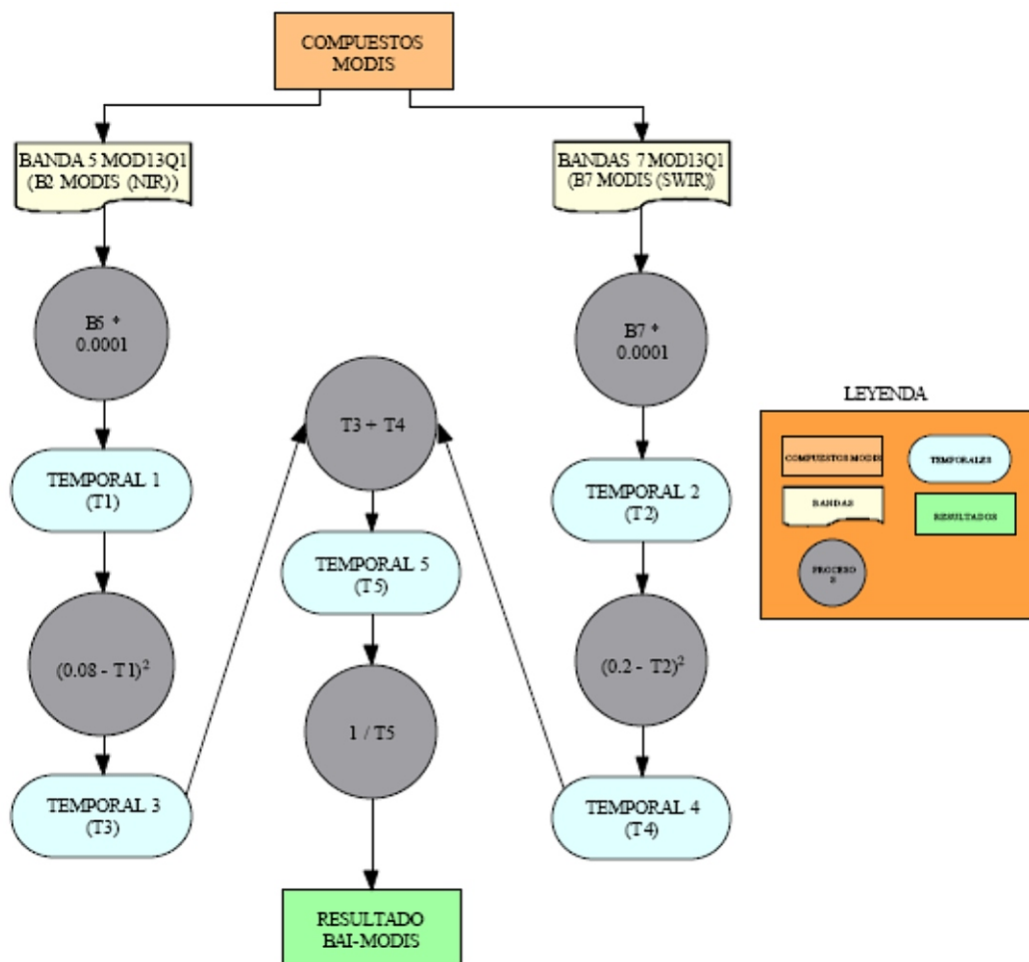 COMPUESTOS
MODIS
BANDA 5 MOD13Q1
(B2 MODIS (NIR))
BANDAS 7 MOD13Q1
(B7 MODIS (SWIR))
B5 *
0.0001
B7 *
0.0001
T3 + T4
TEMPORAL 1
(T1)
TEMPORAL 2
(T2)
TEMPORAL 5
(T5)
(0.08 - T1)²
(0.2 - T2)²
1 / T5
TEMPORAL 3
(T3)
TEMPORAL 4
(T4)
RESULTADO
BAI-MODIS
LEYENDA
COMPUESTOS MODIS
TEMPORALES
BANDAS
RESULTADOS
PROCESO
S